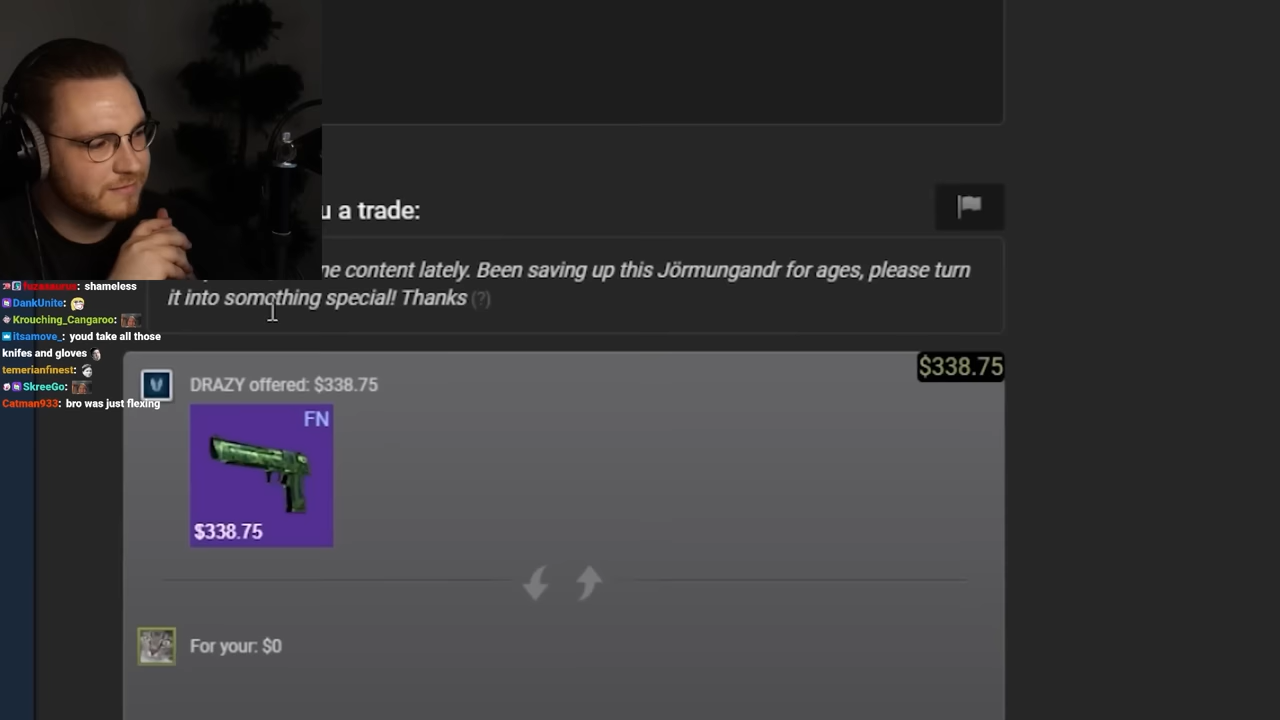 u a trade:
ne content lately. Been saving up this Jörmungandr for ages, please turn
it into something special! Thanks (?)
fuzasaurus: shameless
DankUnite:
Krouching_Cangaroo:
itsamove_: youd take all those
knifes and gloves
temerianfinest:
SkreeGo:
Catman933: bro was just flexing
$338.75
DRAZY offered: $338.75
FN
$338.75
For your: $0